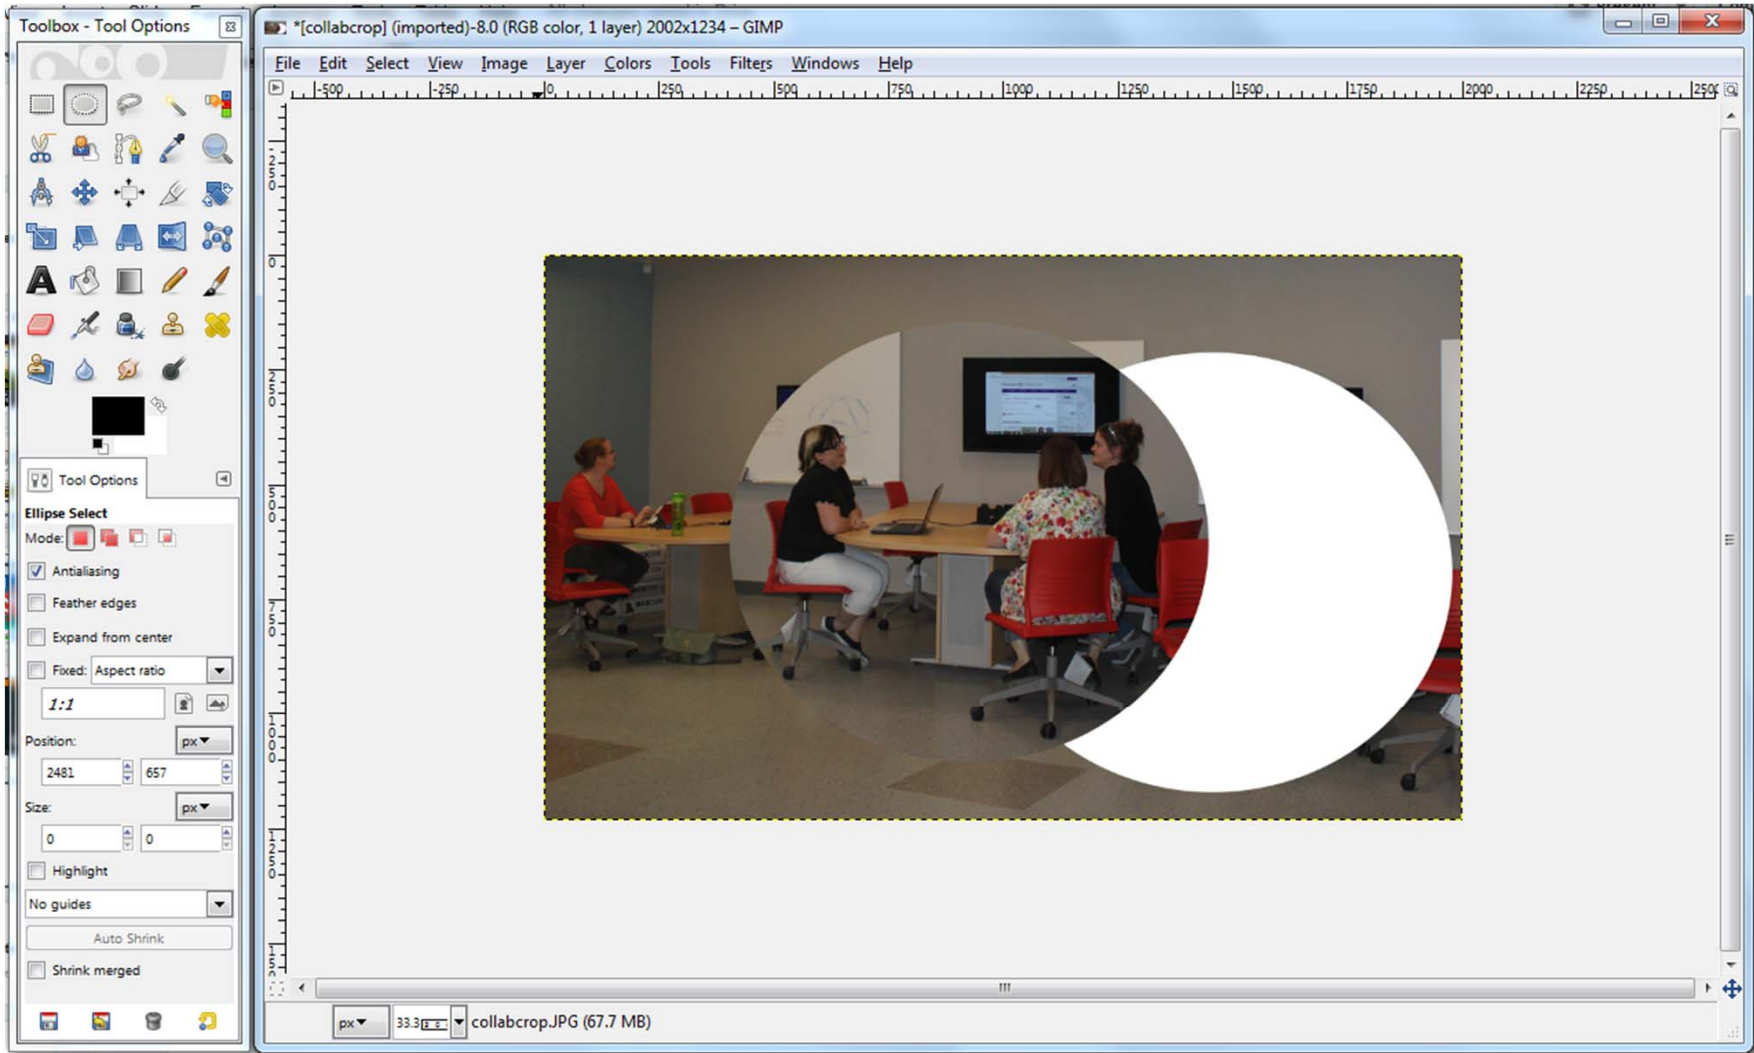 Toolbox - Tool Options
*[collabcrop] (imported)-8.0 (RGB color, 1 layer) 2002x1234 – GIMP
File Edit Select View Image Layer Colors Tools Filters Windows Help
-500 -250 0 250 500 750 1000 1250 1500 1750 2000 2250 2500
Tool Options
Ellipse Select
Mode:
Antialiasing
Feather edges
Expand from center
Fixed: Aspect ratio
1:1
Position: px
2481 657
Size: px
0 0
Highlight
No guides
Auto Shrink
Shrink merged
px 33.3 collabcrop.JPG (67.7 MB)